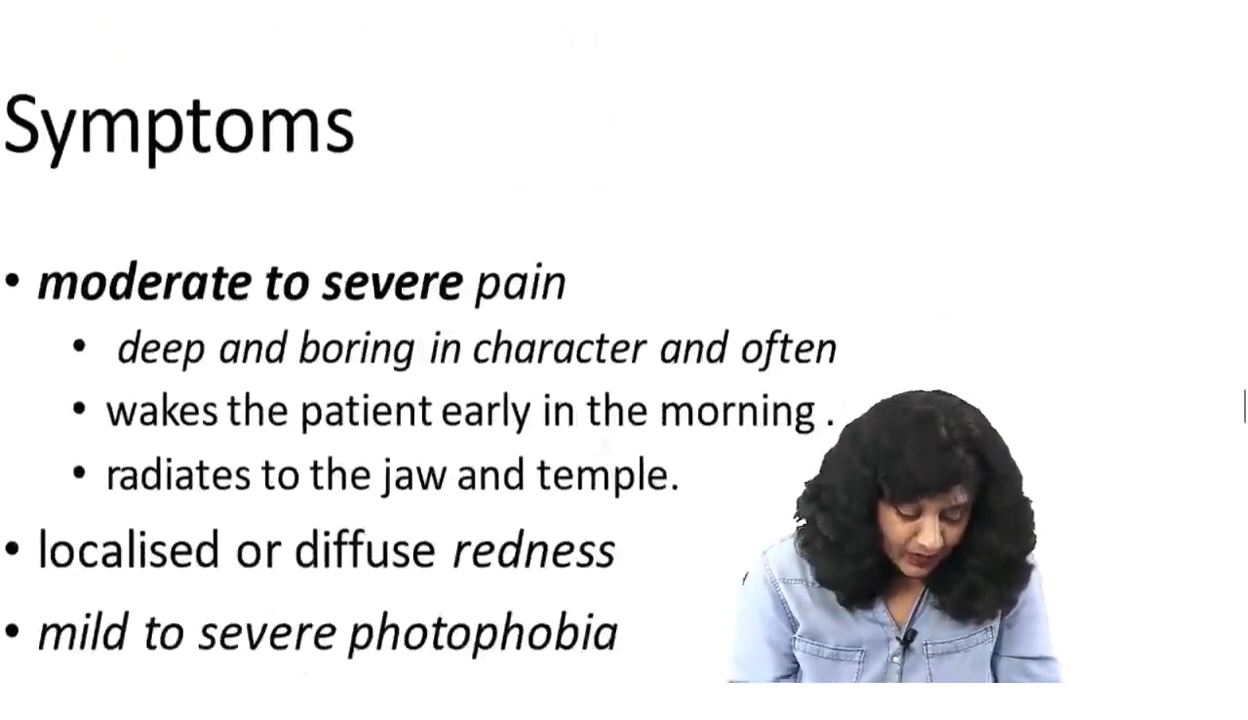 Symptoms
• moderate to severe pain
• deep and boring in character and often
• wakes the patient early in the morning .
• radiates to the jaw and temple.
• localised or diffuse redness
• mild to severe photophobia